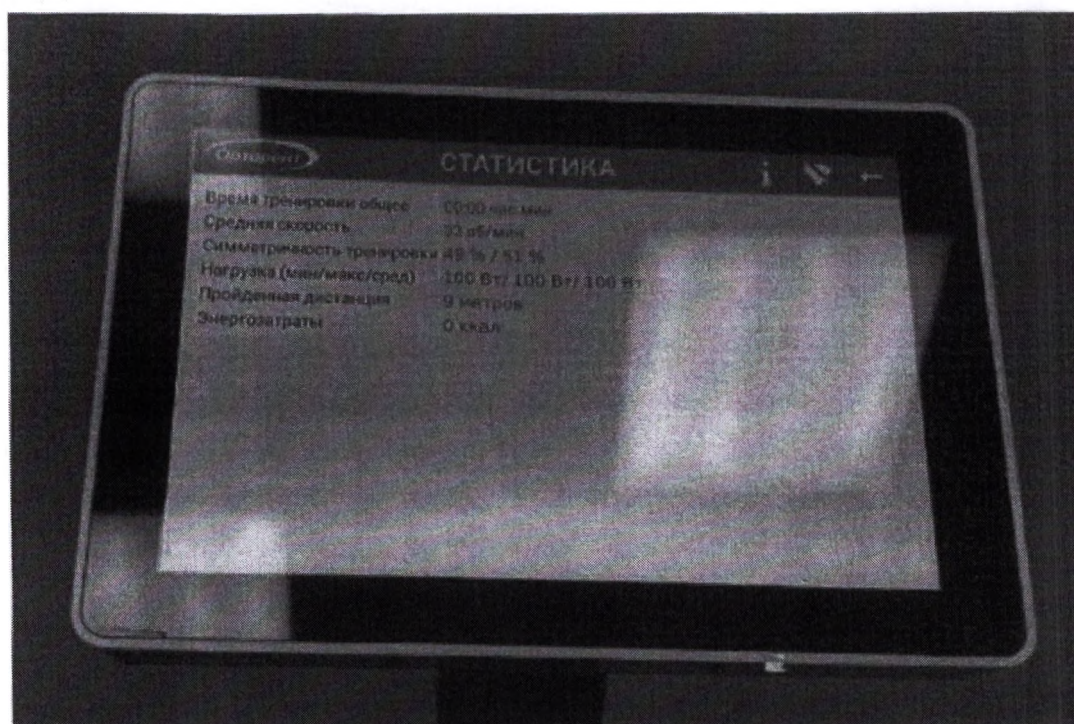 Орторент
СТАТИСТИКА
Время тренировки общее 00:00 час:мин
Средняя скорость 33 об/мин
Симметричность тренировки 49 % / 51 %
Нагрузка (мин/макс/сред) 100 Вт/ 100 Вт/ 100 Вт
Пройденная дистанция 9 метров
Энергозатраты 0 ккал